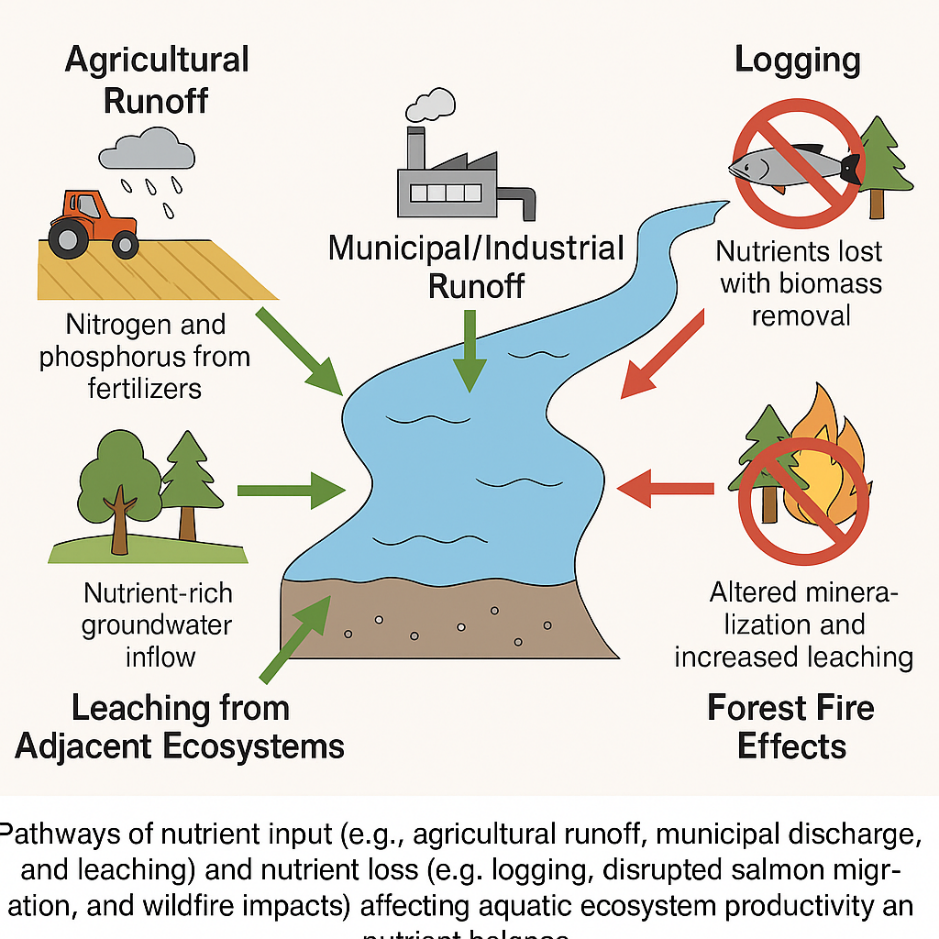 Agricultural
Runoff
Logging
Municipal/Industrial
Runoff
Nutrients lost
with biomass
removal
Nitrogen and
phosphorus from
fertilizers
Nutrient-rich
groundwater
inflow
Altered minera-
lization and
increased leaching
Leaching from
Adjacent Ecosystems
Forest Fire
Effects
Pathways of nutrient input (e.g., agricultural runoff, municipal discharge,
and leaching) and nutrient loss (e.g. logging, disrupted salmon migr-
ation, and wildfire impacts) affecting aquatic ecosystem productivity an
nutrient balance